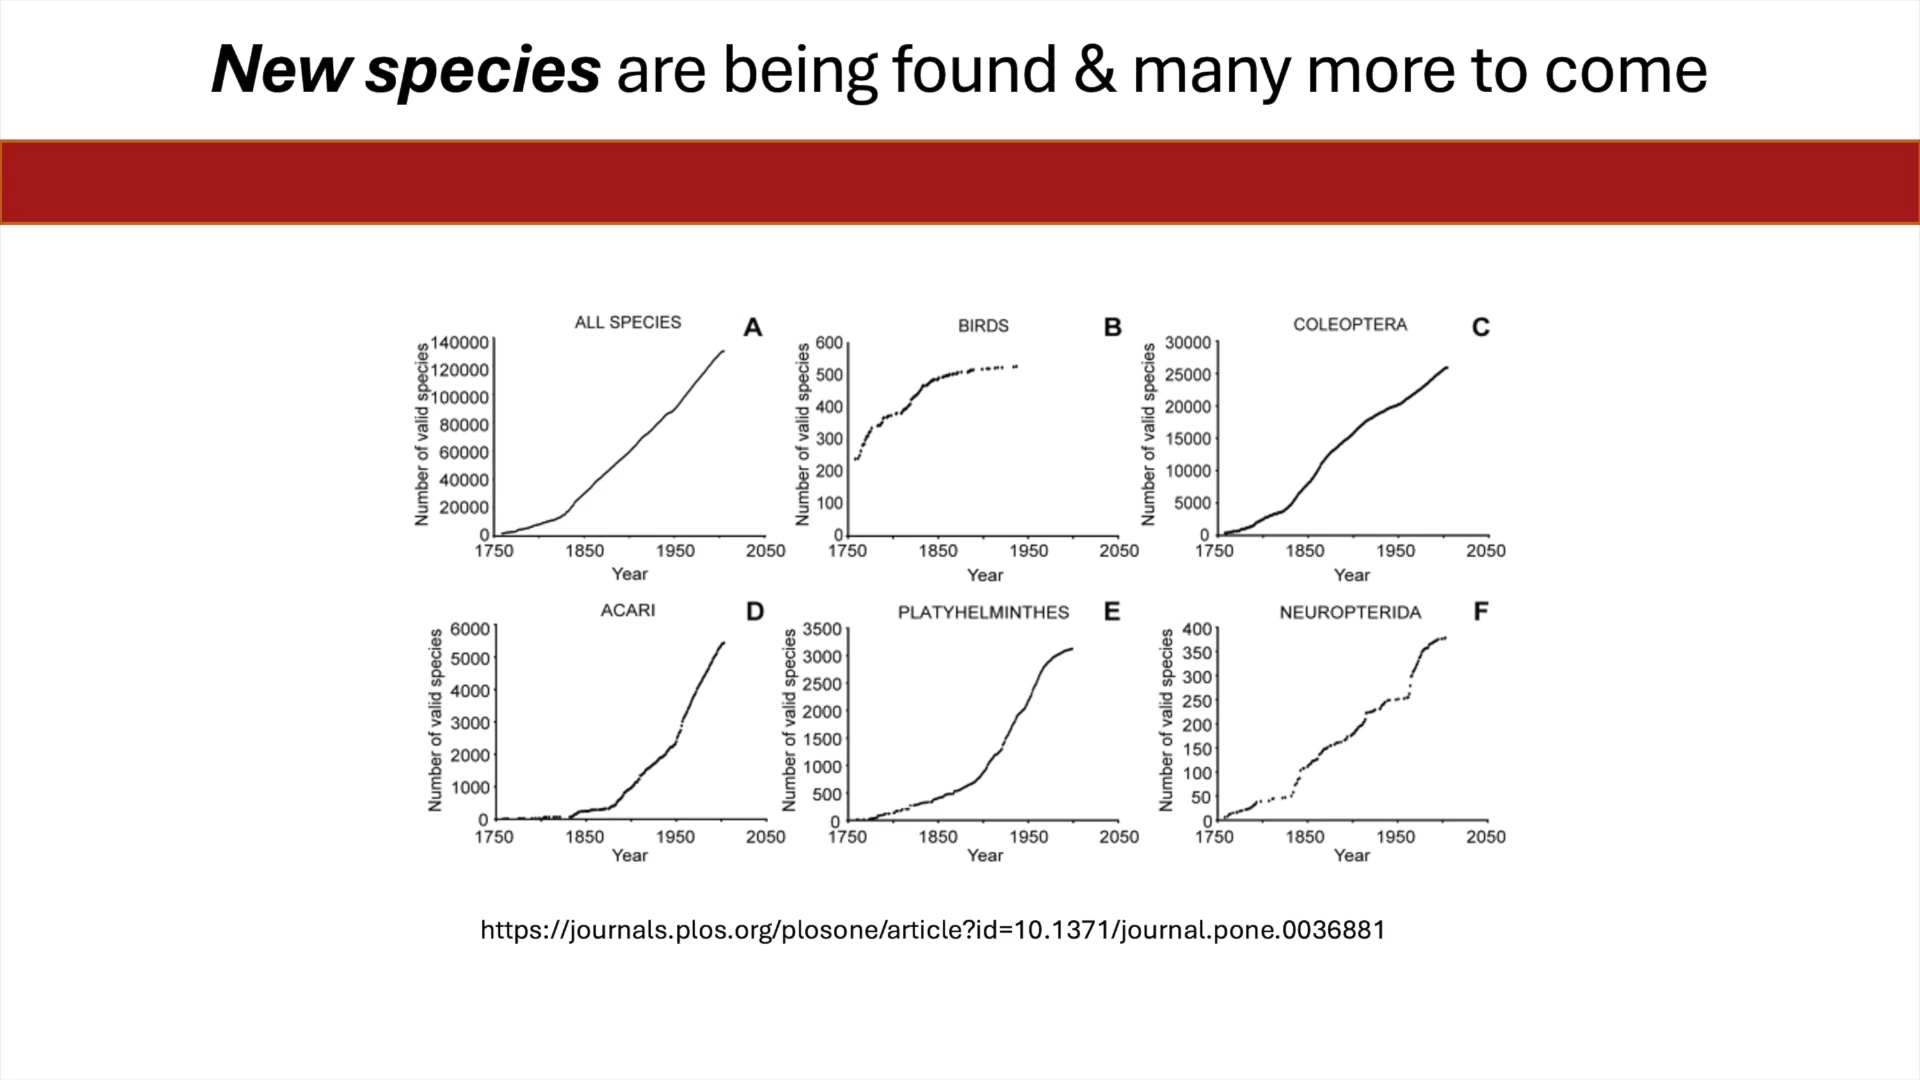 New species are being found & many more to come
ALL SPECIES
A
Number of valid species
140000
120000
100000
80000
60000
40000
20000
0
1750 1850 1950 2050
Year
BIRDS
B
Number of valid species
600
500
400
300
200
100
0
1750 1850 1950 2050
Year
COLEOPTERA
C
Number of valid species
30000
25000
20000
15000
10000
5000
0
1750 1850 1950 2050
Year
ACARI
D
Number of valid species
6000
5000
4000
3000
2000
1000
0
1750 1850 1950 2050
Year
PLATYHELMINTHES
E
Number of valid species
3500
3000
2500
2000
1500
1000
500
0
1750 1850 1950 2050
Year
NEUROPTERIDA
F
Number of valid species
400
350
300
250
200
150
100
50
0
1750 1850 1950 2050
Year
https://journals.plos.org/plosone/article?id=10.1371/journal.pone.0036881